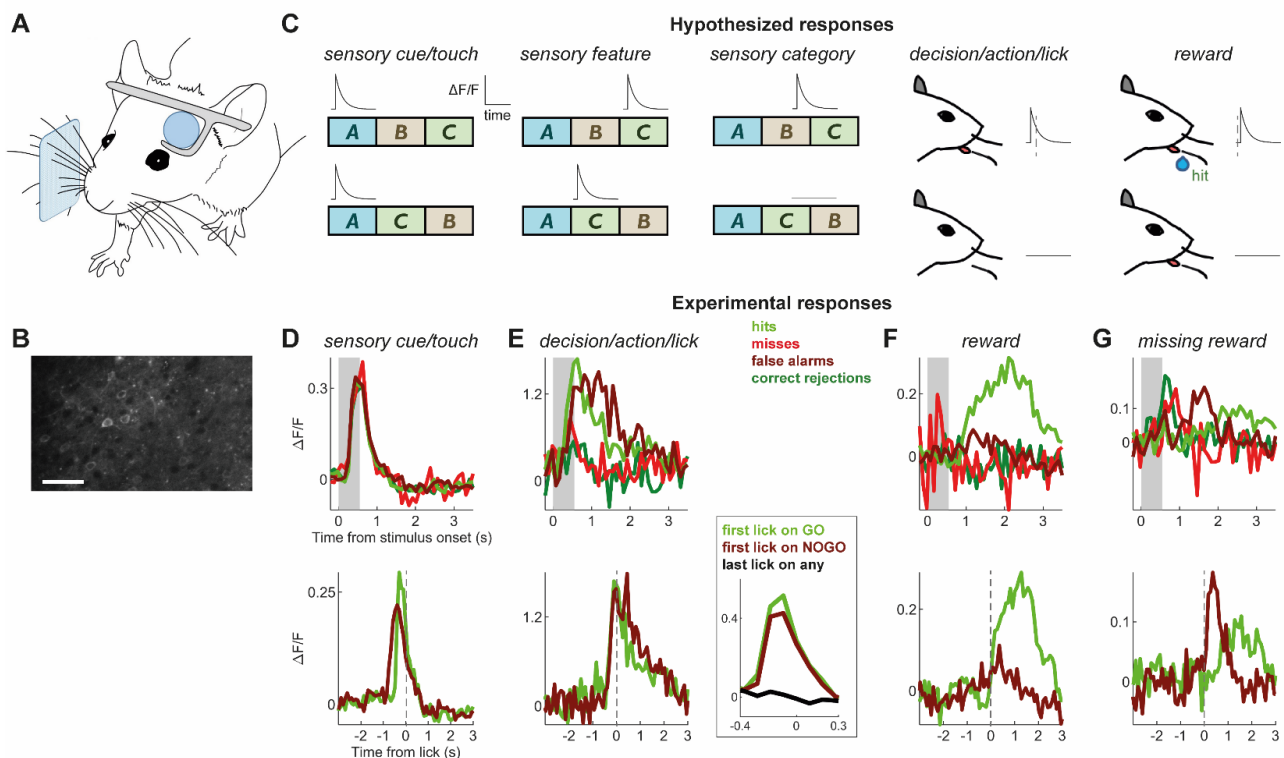 A
C
Hypothesized responses
sensory cue/touch
sensory feature
sensory category
decision/action/lick
reward
ΔF/F
time
A B C
A B C
A B C
hit
A C B
A C B
A C B
Experimental responses
B
D
sensory cue/touch
E
decision/action/lick
hits
misses
false alarms
correct rejections
F
reward
G
missing reward
ΔF/F
0.3
0
0 1 2 3
Time from stimulus onset (s)
1.2
0
0 1 2 3
0.2
0
0 1 2 3
0.1
0
0 1 2 3
ΔF/F
0.25
0
-2 -1 0 1 2 3
Time from lick (s)
1.2
0
-2 -1 0 1 2 3
first lick on GO
first lick on NOGO
last lick on any
0.4
0
-0.4 0 0.3
0.2
0
-2 -1 0 1 2 3
0.1
0
-2 -1 0 1 2 3